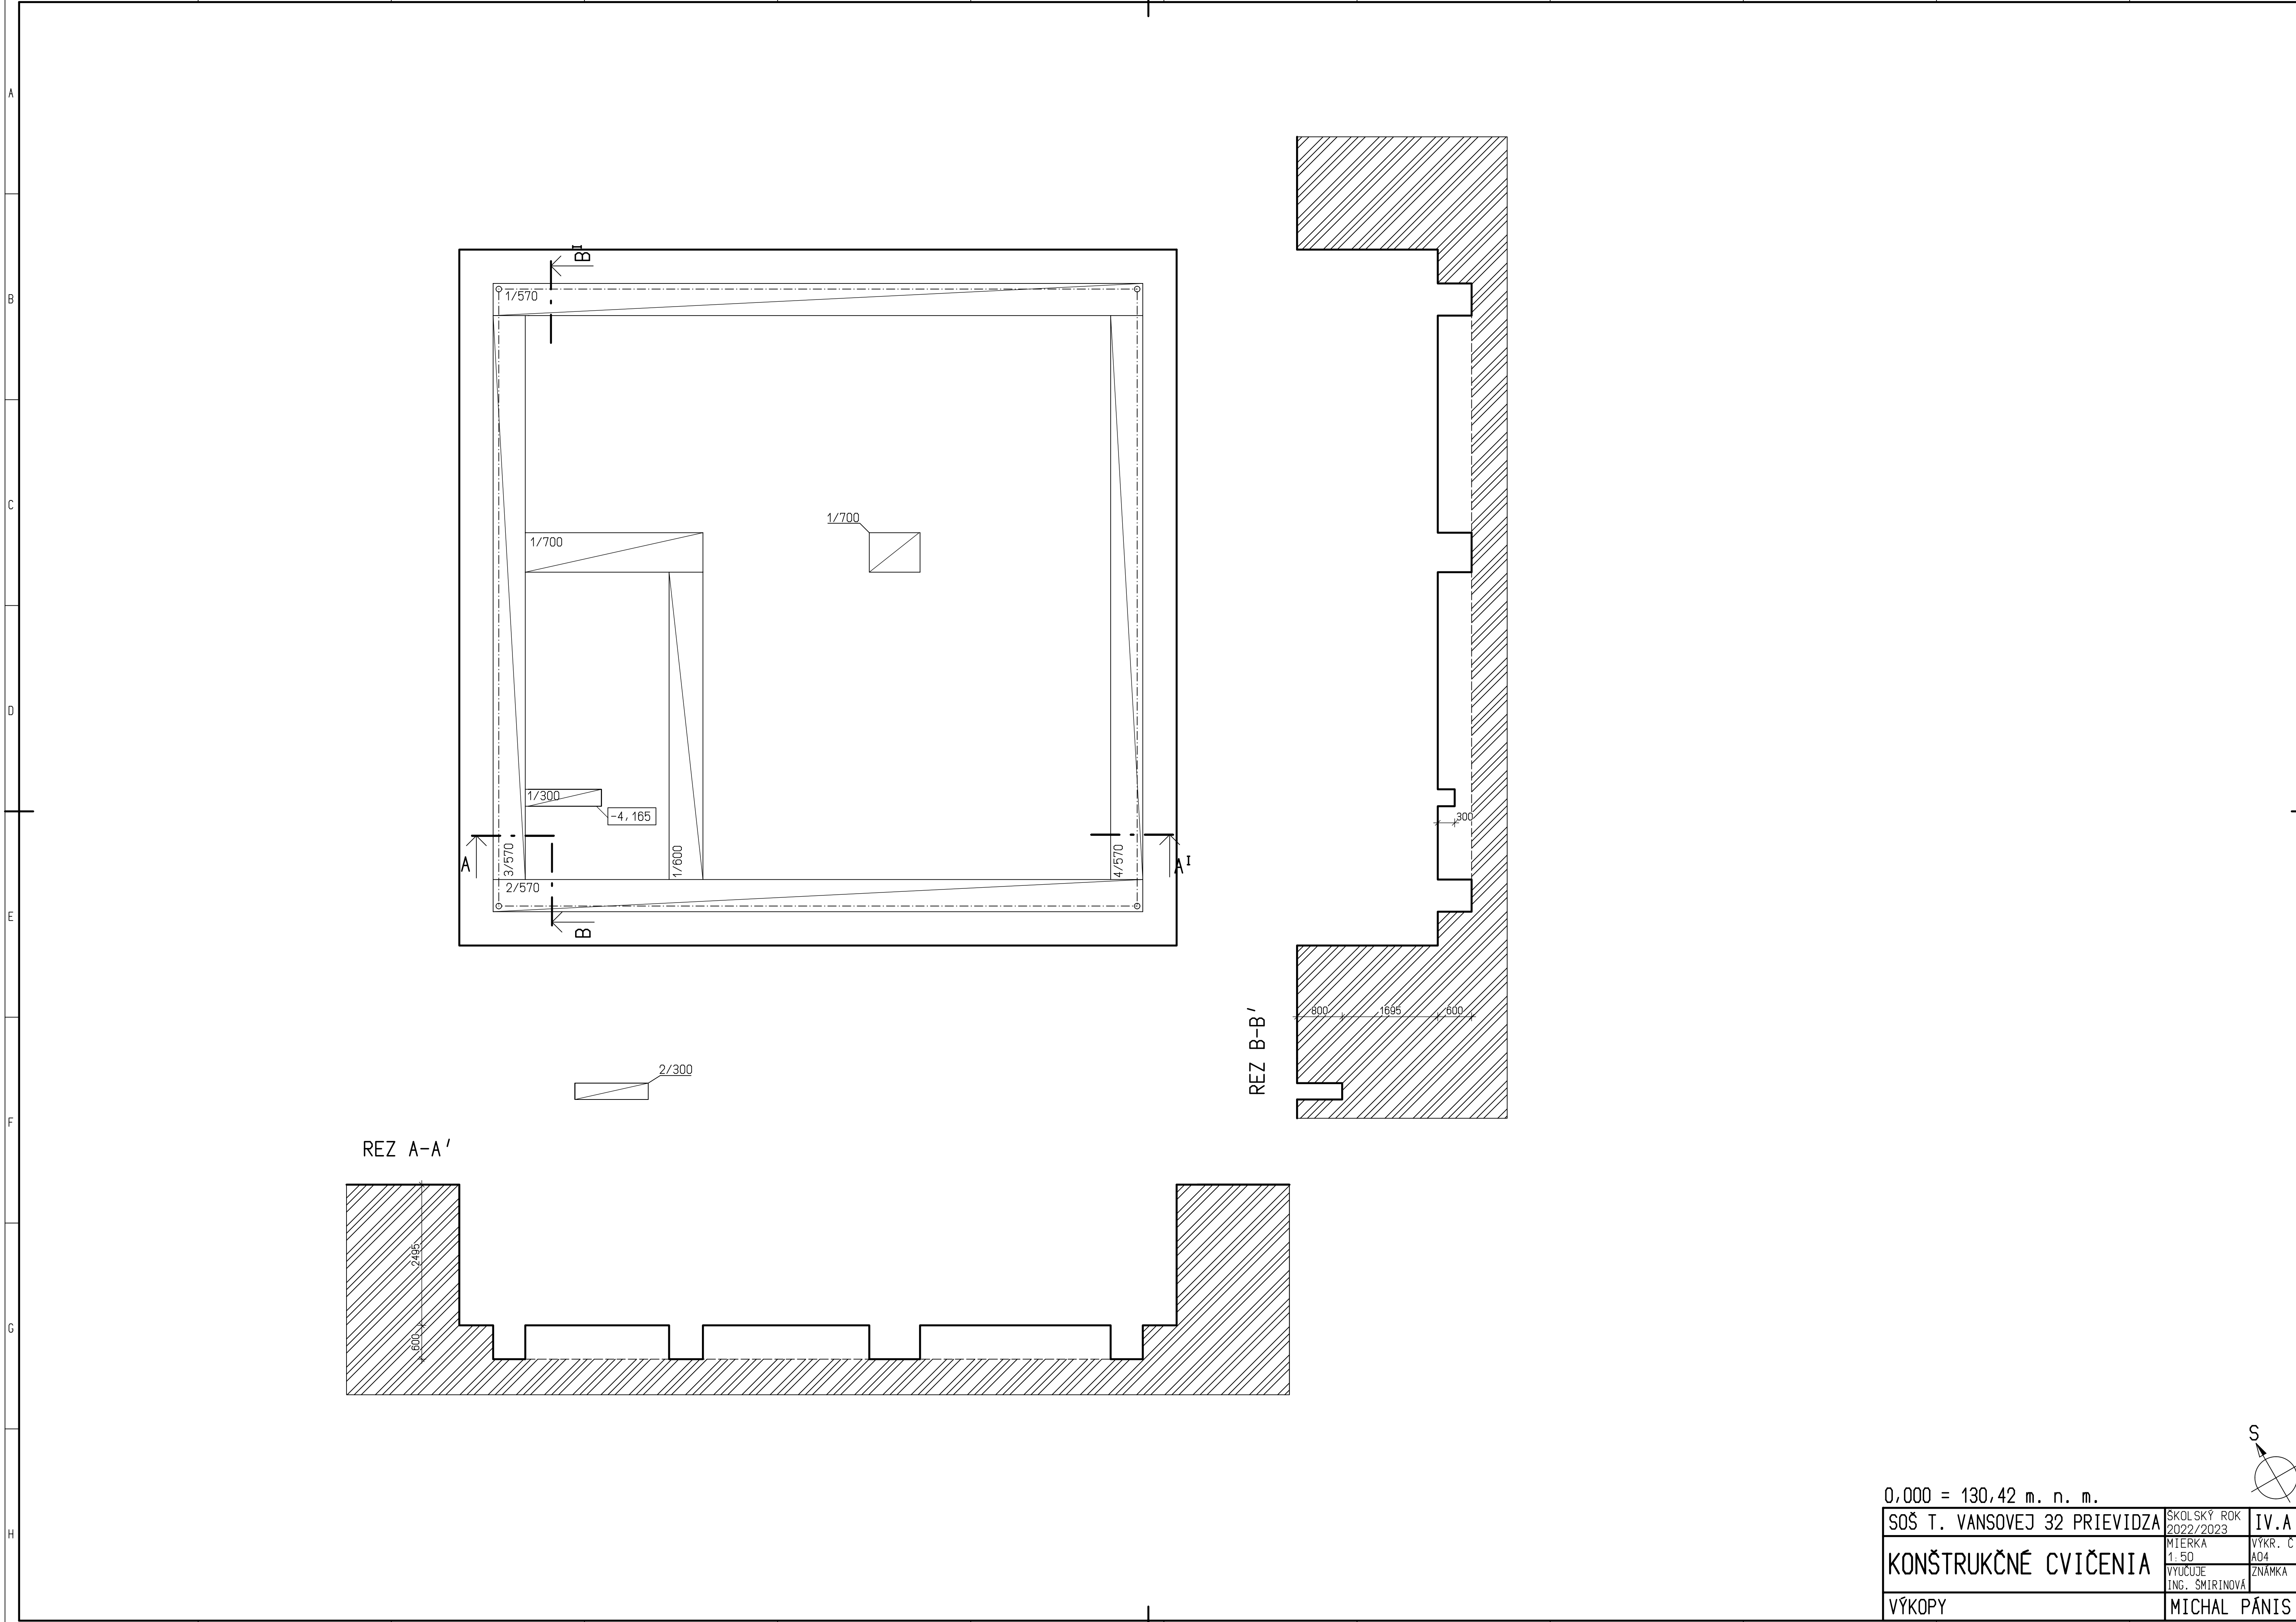 A
B
C
D
E
F
G
H
B'
1/570
1/700
1/700
1/300
-4,165
A
3/570
1/600
4/570
A'
2/570
B
300
800
1695
600
REZ B-B'
2/300
REZ A-A'
2495
600
S
0,000 = 130,42 m. n. m.
SOŠ T. VANSOVEJ 32 PRIEVIDZA
ŠKOLSKÝ ROK
2022/2023
IV.A
KONŠTRUKČNÉ CVIČENIA
MIERKA
1:50
VÝKR. Č
A04
VYUČUJE
ING. ŠMIRINOVÁ
ZNÁMKA
VÝKOPY
MICHAL